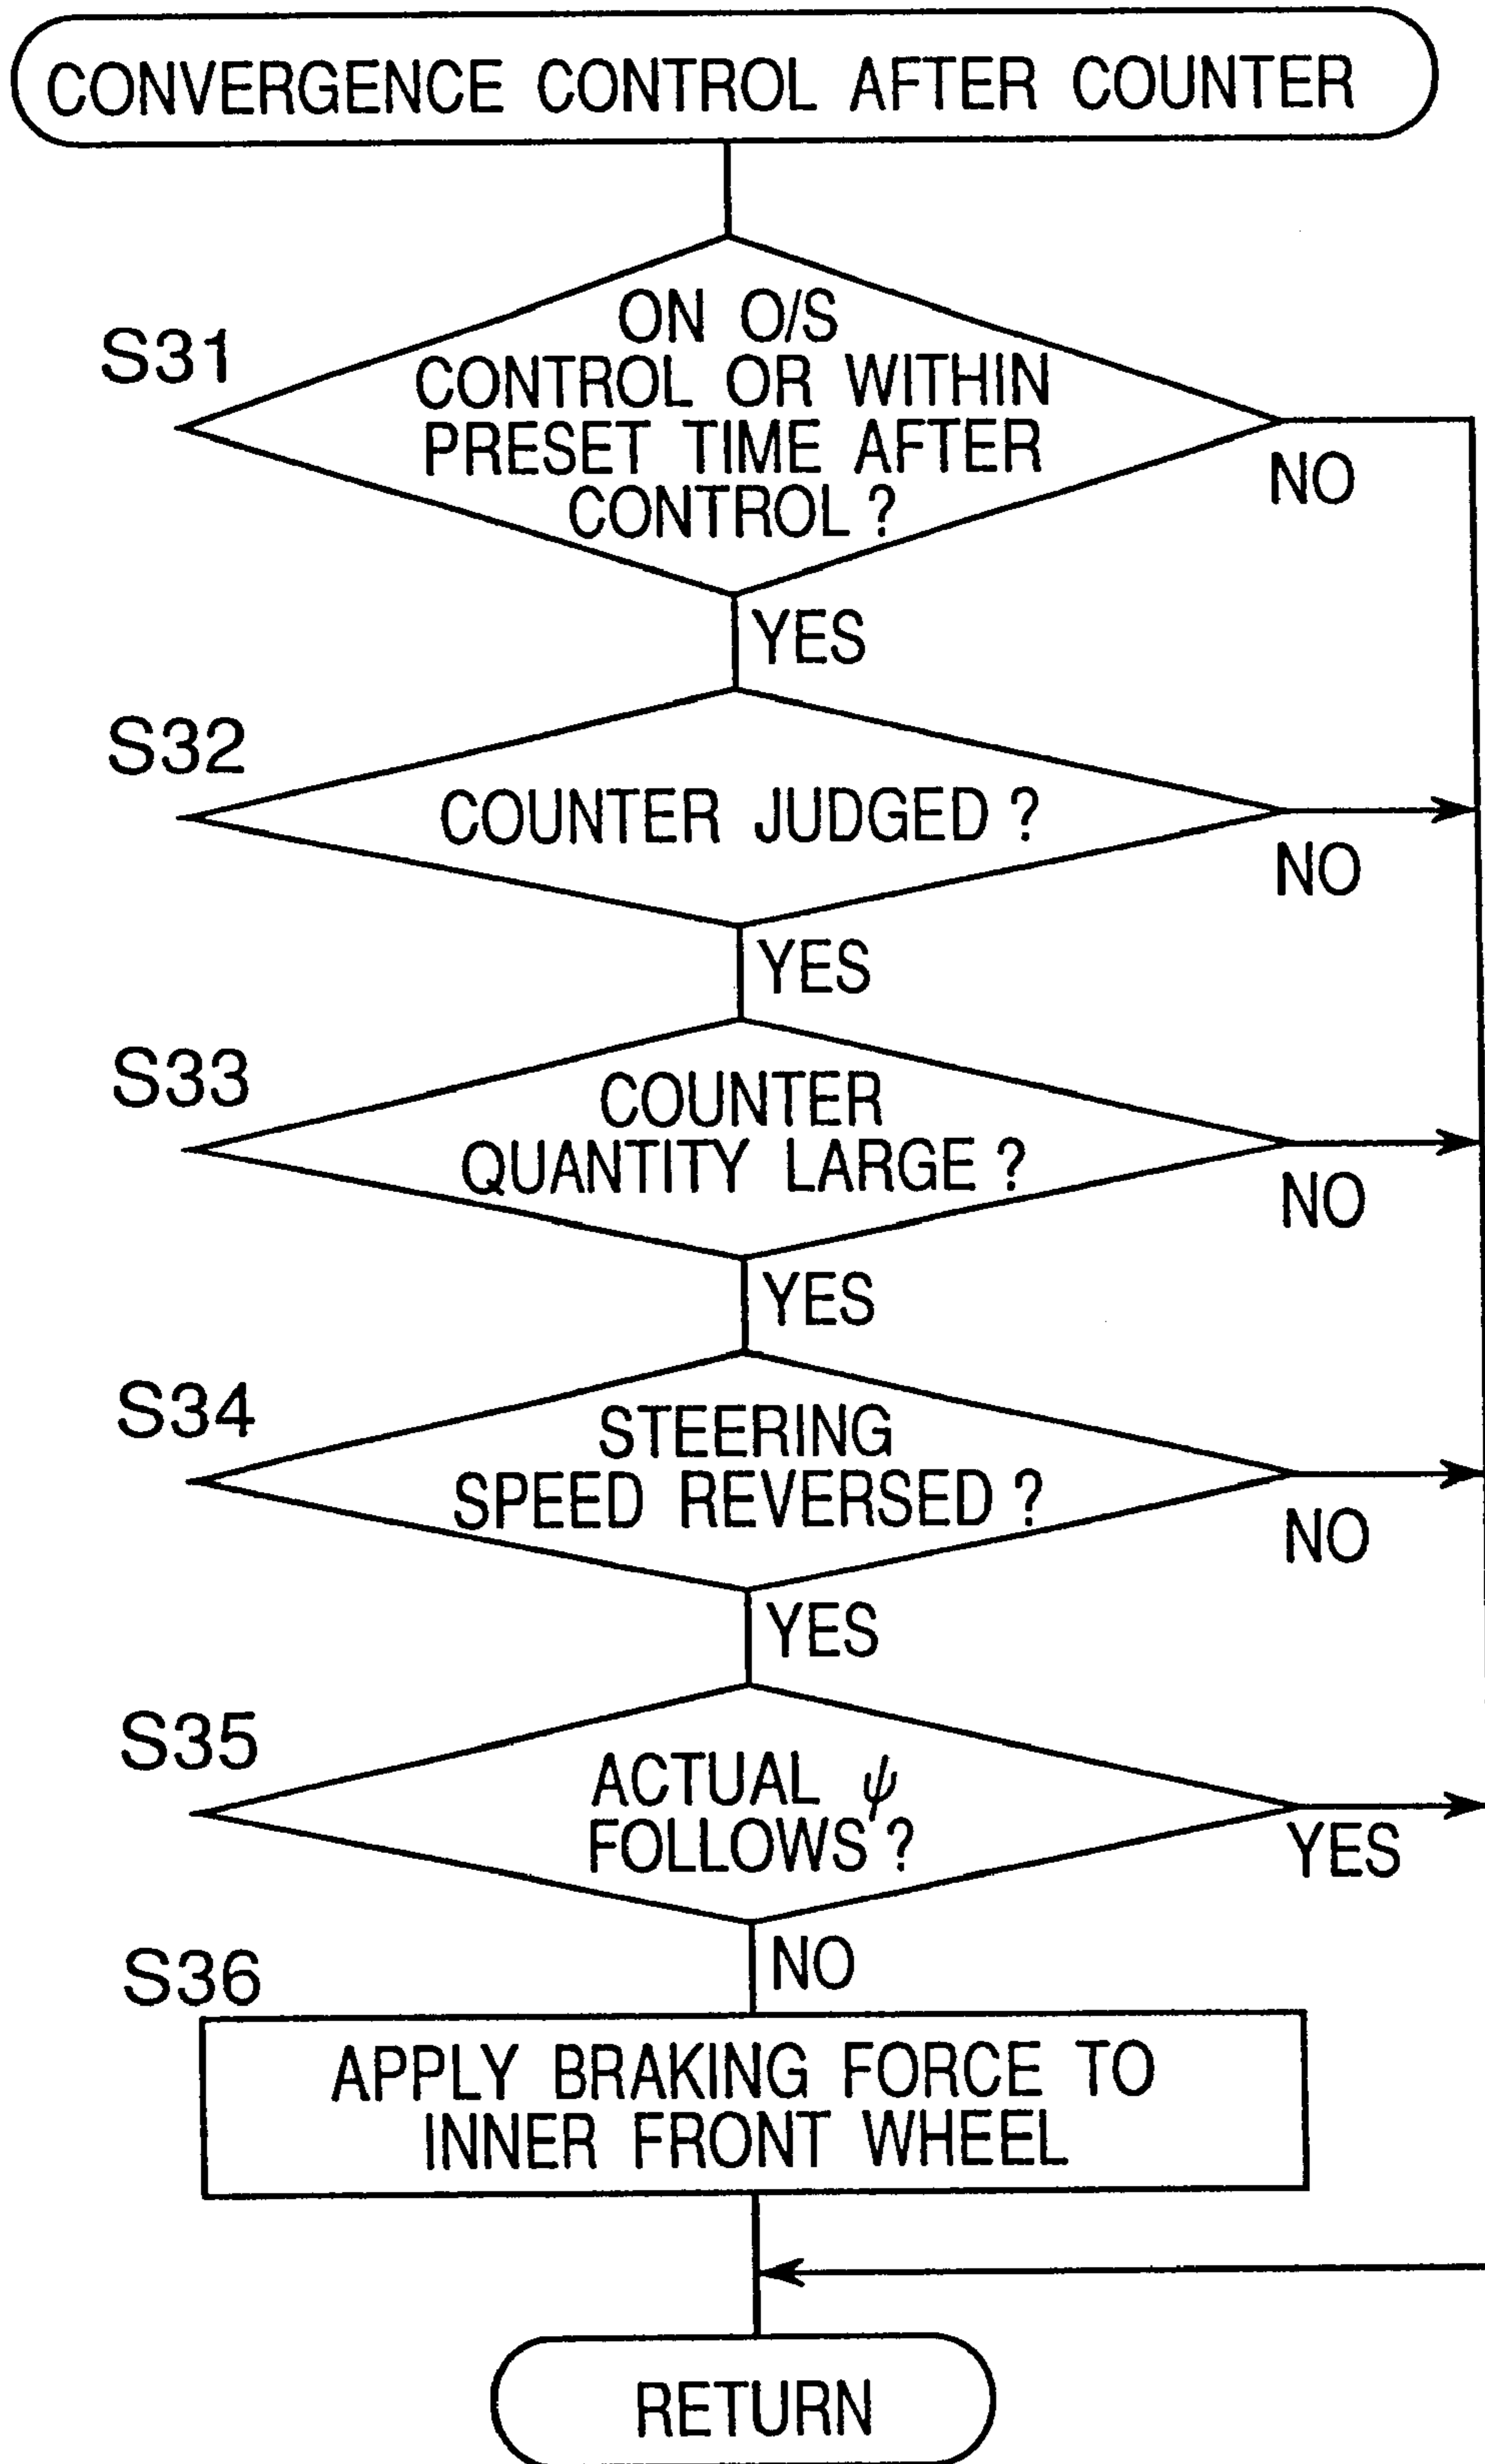 CONVERGENCE CONTROL AFTER COUNTER
S31
ON O/S
CONTROL OR WITHIN
PRESET TIME AFTER
CONTROL ?
NO
YES
S32
COUNTER JUDGED ?
NO
YES
S33
COUNTER
QUANTITY LARGE ?
NO
YES
S34
STEERING
SPEED REVERSED ?
NO
YES
S35
ACTUAL ψ
FOLLOWS ?
YES
NO
S36
APPLY BRAKING FORCE TO
INNER FRONT WHEEL
RETURN